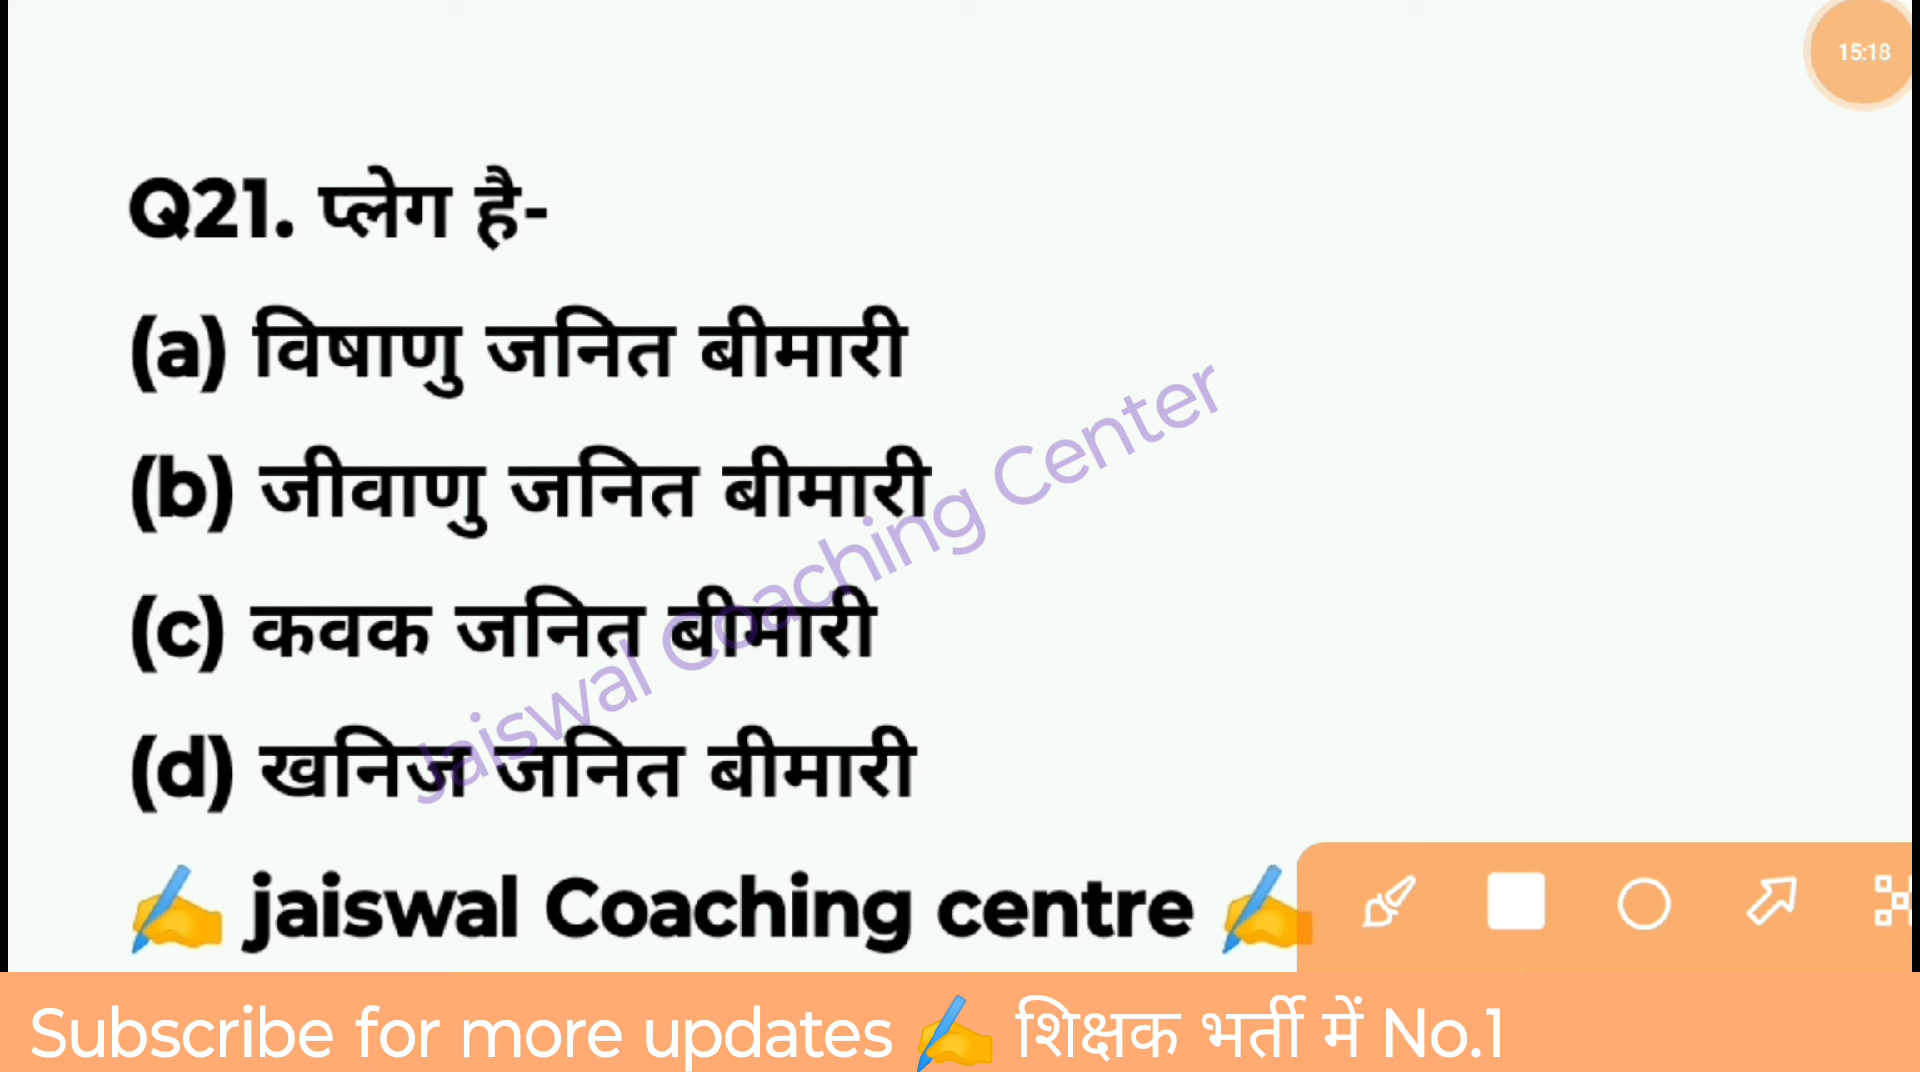 15:18
Q21. प्लेग है-
(a) विषाणु जनित बीमारी
(b) जीवाणु जनित बीमारी
(c) कवक जनित बीमारी
(d) खनिज जनित बीमारी
Jaiswal Coaching Center
✍️ jaiswal Coaching centre ✍️
Subscribe for more updates ✍️ शिक्षक भर्ती में No.1